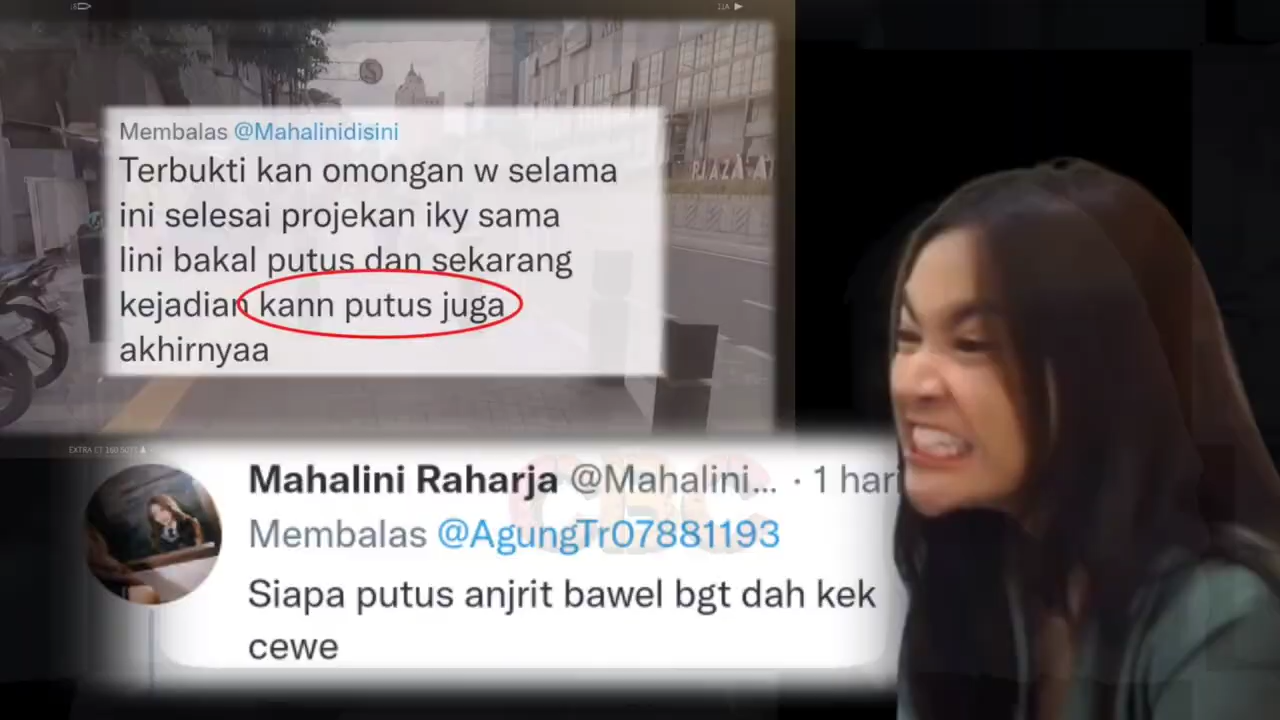 Membalas @Mahalinidisini
Terbukti kan omongan w selama
ini selesai projekan iky sama
lini bakal putus dan sekarang
kejadian kann putus juga
akhirnyaa
Mahalini Raharja @Mahalini... · 1 hari
Membalas @AgungTr07881193
Siapa putus anjrit bawel bgt dah kek
cewe
CBC